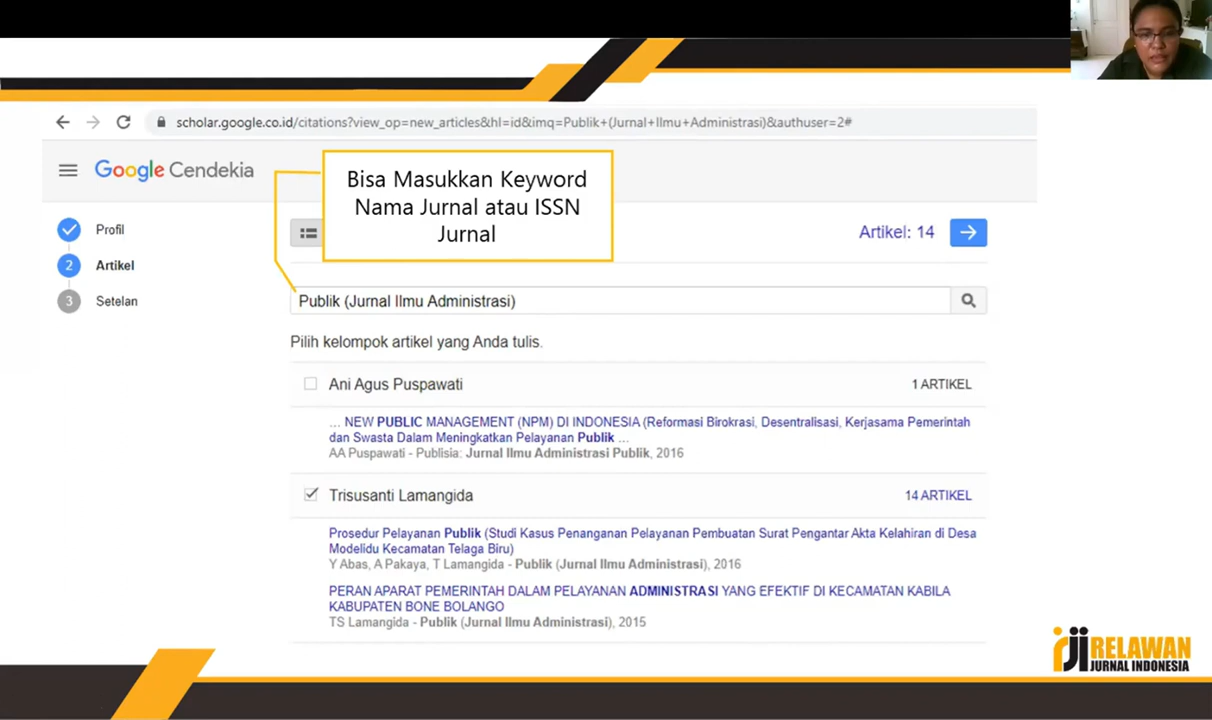 scholar.google.co.id/citations?view_op=new_articles&hl=id&imq=Publik+(Jurnal+Ilmu+Administrasi)&authuser=2#
Google Cendekia
Bisa Masukkan Keyword
Nama Jurnal atau ISSN
Jurnal
Profil
Artikel: 14
2 Artikel
3 Setelan
Publik (Jurnal Ilmu Administrasi)
Pilih kelompok artikel yang Anda tulis.
Ani Agus Puspawati 1 ARTIKEL
... NEW PUBLIC MANAGEMENT (NPM) DI INDONESIA (Reformasi Birokrasi, Desentralisasi, Kerjasama Pemerintah
dan Swasta Dalam Meningkatkan Pelayanan Publik ...
AA Puspawati - Publisia: Jurnal Ilmu Administrasi Publik, 2016
Trisusanti Lamangida 14 ARTIKEL
Prosedur Pelayanan Publik (Studi Kasus Penanganan Pelayanan Pembuatan Surat Pengantar Akta Kelahiran di Desa
Modelidu Kecamatan Telaga Biru)
Y Abas, A Pakaya, T Lamangida - Publik (Jurnal Ilmu Administrasi), 2016
PERAN APARAT PEMERINTAH DALAM PELAYANAN ADMINISTRASI YANG EFEKTIF DI KECAMATAN KABILA
KABUPATEN BONE BOLANGO
TS Lamangida - Publik (Jurnal Ilmu Administrasi), 2015
rji RELAWAN
JURNAL INDONESIA